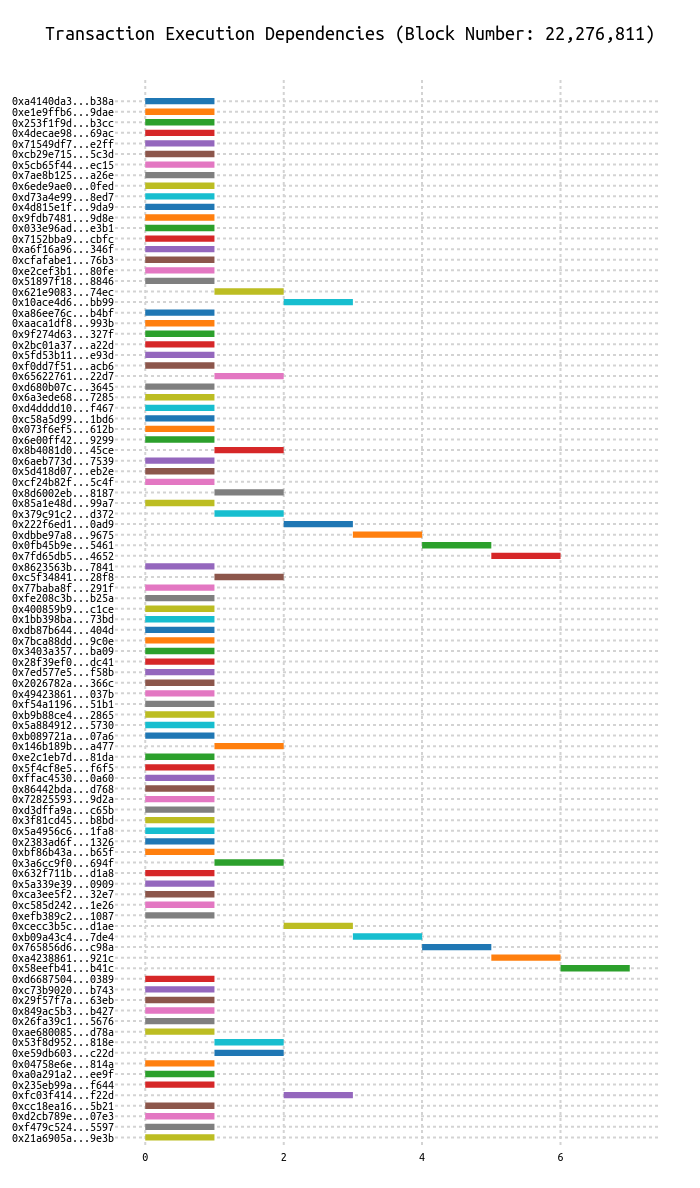 Transaction Execution Dependencies (Block Number: 22,276,811)
0xa4140da3...b38a
0xe1e9ffb6...9dae
0x253f1f9d...b3cc
0x4decae98...69ac
0x71549df7...e2ff
0xcb29e715...5c3d
0x5cb65f44...ec15
0x7ae8b125...a26e
0x6ede9ae0...0fed
0xd73a4e99...8ed7
0x4d815e1f...9da9
0x9fdb7481...9d8e
0x033e96ad...e3b1
0x7152bba9...cbfc
0xa6f16a96...346f
0xcfafabe1...76b3
0xe2cef3b1...80fe
0x51897f18...8846
0x621e9083...74ec
0x10ace4d6...bb99
0xa86ee76c...b4bf
0xaaca1df8...993b
0x9f274d63...327f
0x2bc01a37...a22d
0x5fd53b11...e93d
0xf0dd7f51...acb6
0x65622761...22d7
0xd680b07c...3645
0x6a3ede68...7285
0xd4dddd10...f467
0xc58a5d99...1bd6
0x073f6ef5...612b
0x6e00ff42...9299
0x8b4081d0...45ce
0x6aeb773d...7539
0x5d418d07...eb2e
0xcf24b82f...5c4f
0x8d6002eb...8187
0x85a1e48d...99a7
0x379c91c2...d372
0x222f6ed1...0ad9
0xdbbe97a8...9675
0x0fb45b9e...5461
0x7fd65db5...4652
0x8623563b...7841
0xc5f34841...28f8
0x77baba8f...291f
0xfe208c3b...b25a
0x400859b9...c1ce
0x1bb398ba...73bd
0xdb87b644...404d
0x7bca88dd...9c0e
0x3403a357...ba09
0x28f39ef0...dc41
0x7ed577e5...f58b
0x2026782a...366c
0x49423861...037b
0xf54a1196...51b1
0xb9b88ce4...2865
0x5a884912...5730
0xb089721a...07a6
0x146b189b...a477
0xe2c1eb7d...81da
0x5f4cf8e5...f6f5
0xffac4530...0a60
0x86442bda...d768
0x72825593...9d2a
0xd3dffa9a...c65b
0x3f81cd45...b8bd
0x5a4956c6...1fa8
0x2383ad6f...1326
0xbf86b43a...b65f
0x3a6cc9f0...694f
0x632f711b...d1a8
0x5a339e39...0909
0xca3ee5f2...32e7
0xc585d242...1e26
0xefb389c2...1087
0xcecc3b5c...d1ae
0xb09a43c4...7de4
0x765856d6...c98a
0xa4238861...921c
0x58eefb41...b41c
0xd6687504...0389
0xc73b9020...b743
0x29f57f7a...63eb
0x849ac5b3...b427
0x26fa39c1...5676
0xae680085...d78a
0x53f8d952...818e
0xe59db603...c22d
0x04758e6e...814a
0xa0a291a2...ee9f
0x235eb99a...f644
0xfc03f414...f22d
0xcc18ea16...5b21
0xd2cb789e...07e3
0xf479c524...5597
0x21a6905a...9e3b
0 2 4 6